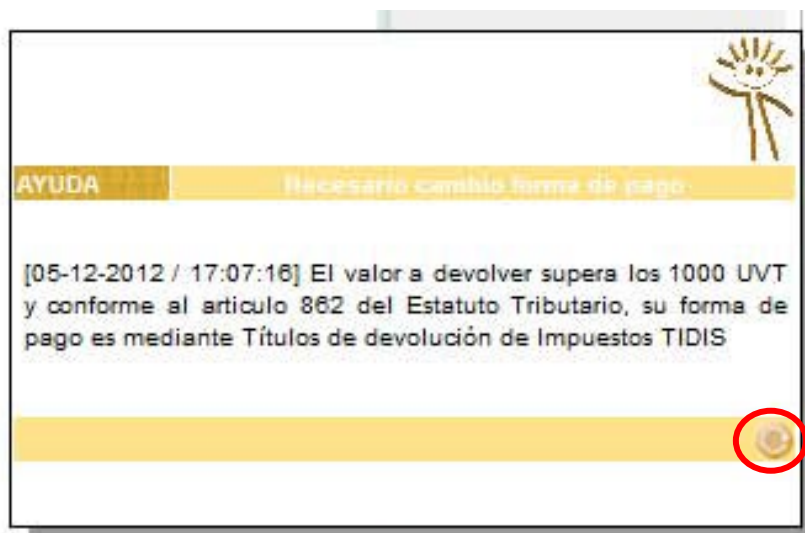 AYUDA Necesario cambio forma de pago
[05-12-2012 / 17:07:16] El valor a devolver supera los 1000 UVT
y conforme al articulo 862 del Estatuto Tributario, su forma de
pago es mediante Títulos de devolución de Impuestos TIDIS